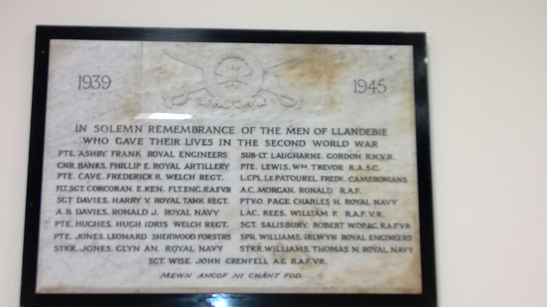 1939 1945
IN SOLEMN REMEMBRANCE OF THE MEN OF LLANDEBIE
WHO GAVE THEIR LIVES IN THE SECOND WORLD WAR
PTE. ASHBY. FRANK ROYAL ENGINEERS
GNR. BANKS. PHILLIP E. ROYAL ARTILLERY
PTE. CAVE. FREDERICK R. WELCH REGT.
FLT. SGT. CORCORAN. E. KEN. FLT. ENG. R.A.F.V.R
SGT DAVIES. HARRY V. ROYAL TANK REGT.
A.B. DAVIES. RONALD J. ROYAL NAVY
PTE. HUGHES. HUGH IDRIS WELCH REGT.
PTE. JONES. LEONARD SHERWOOD FORSTRS
STKR. JONES. GLYN AN. ROYAL NAVY
SUB-LT LAUGHARNE. GORDON R.N.V.R.
PTE. LEWIS. WM. TREVOR R.A.S.C.
L.CPL. LE PATOUREL. FREDK. CAMERONIANS
A.C. MORGAN. RONALD R.A.F.
PTY.O. PAGE. CHARLES H. ROYAL NAVY
L.A.C. REES. WILLIAM P. R.A.F.V.R.
SGT. SALISBURY. ROBERT W.OP.A.G. R.A.F.V.R
SPR. WILLIAMS. IRLWYN ROYAL ENGINEERS
STKR. WILLIAMS. THOMAS N. ROYAL NAVY
SGT. WISE. JOHN GRENFELL A.G. R.A.F.V.R.
MEWN ANGOF NI CHÂNT FOD.